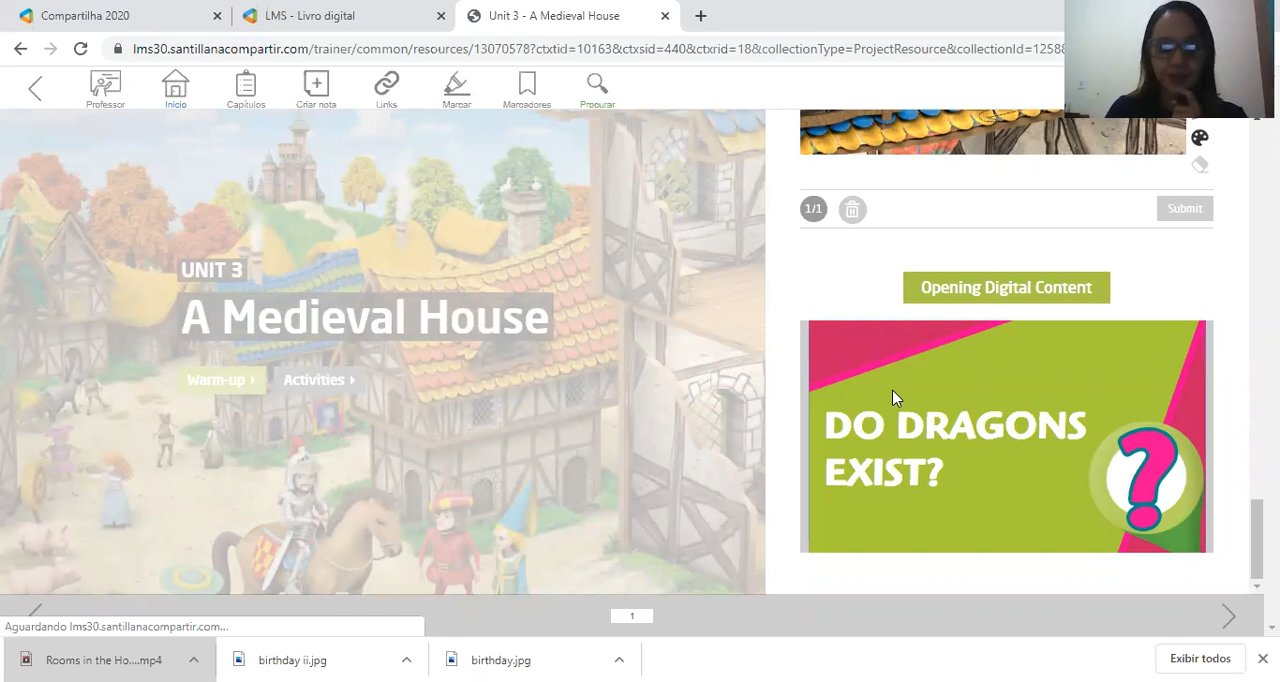 Compartilha 2020
LMS - Livro digital
Unit 3 - A Medieval House
lms30.santillanacompartir.com/trainer/common/resources/13070578?ctxtid=10163&ctxsid=440&ctxrid=18&collectionType=ProjectResource&collectionId=12588
Professor
Início
Capítulos
Criar nota
Links
Marcar
Marcadores
Procurar
UNIT 3
A Medieval House
Warm-up
Activities
1/1
Submit
Opening Digital Content
DO DRAGONS
EXIST?
?
1
Aguardando lms30.santillanacompartir.com...
Rooms in the Ho....mp4
birthday ii.jpg
birthday.jpg
Exibir todos